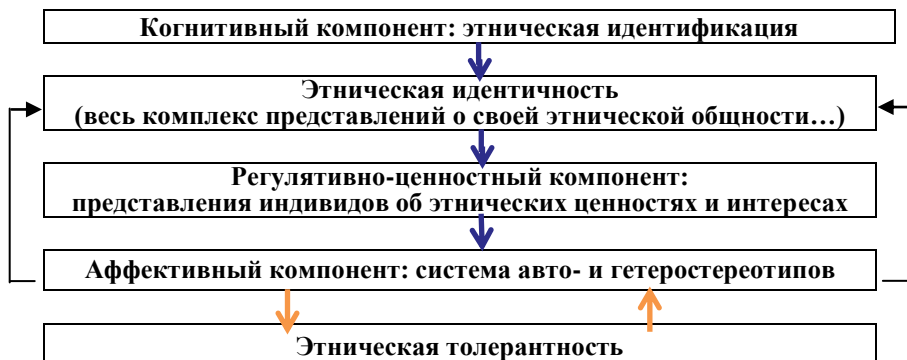 Когнитивный компонент: этническая идентификация
Этническая идентичность
(весь комплекс представлений о своей этнической общности…)
Регулятивно-ценностный компонент:
представления индивидов об этнических ценностях и интересах
Аффективный компонент: система авто- и гетеростереотипов
Этническая толерантность